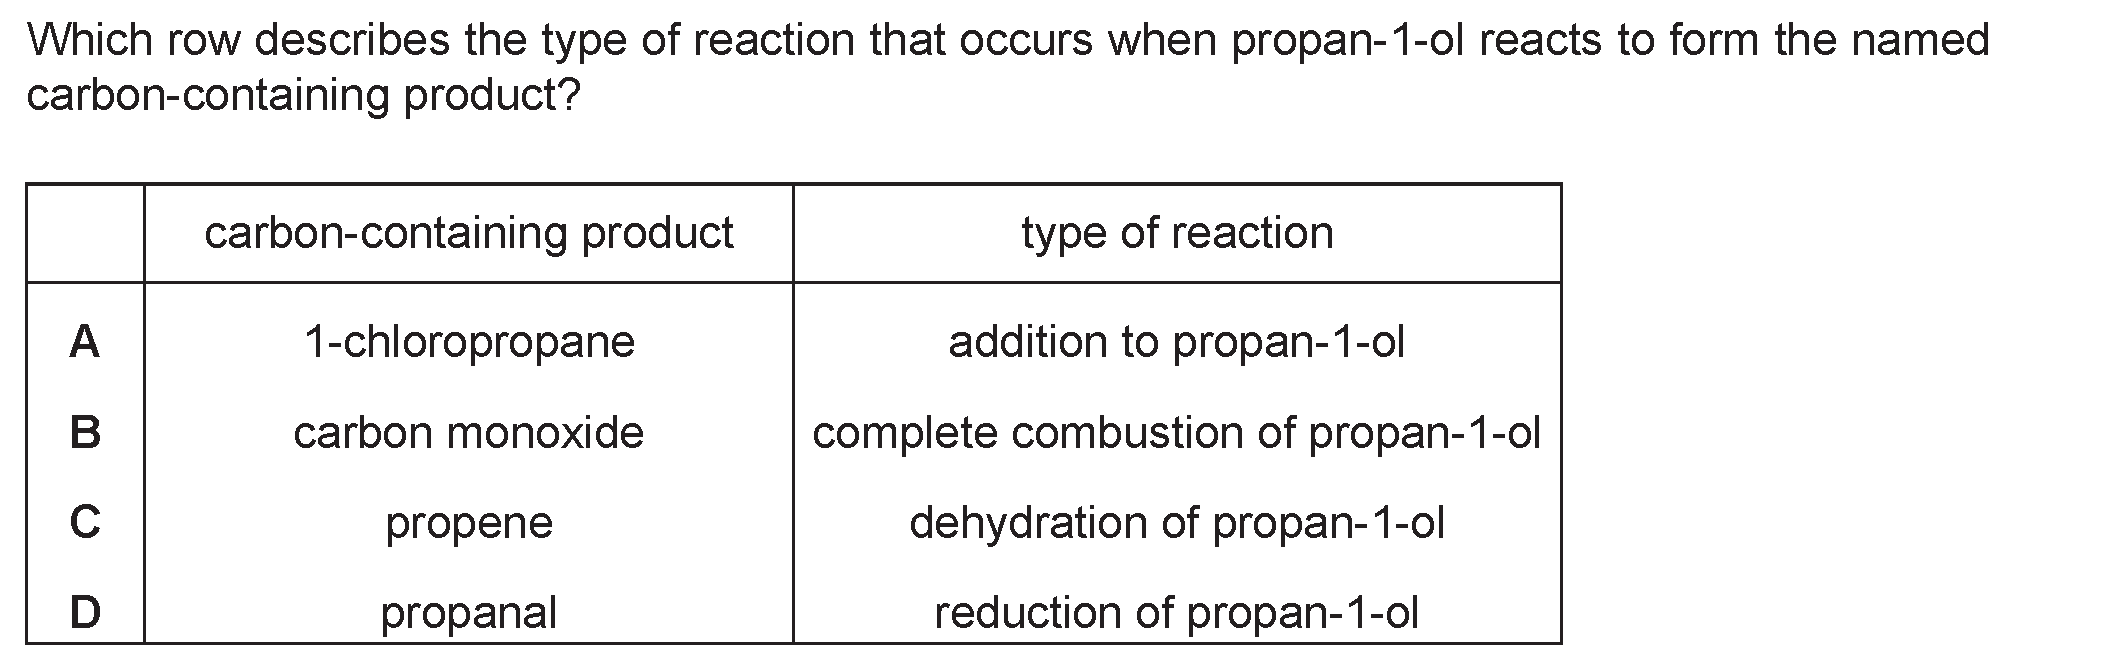 Which row describes the type of reaction that occurs when propan-1-ol reacts to form the named
carbon-containing product?
carbon-containing product type of reaction
A 1-chloropropane addition to propan-1-ol
B carbon monoxide complete combustion of propan-1-ol
C propene dehydration of propan-1-ol
D propanal reduction of propan-1-ol